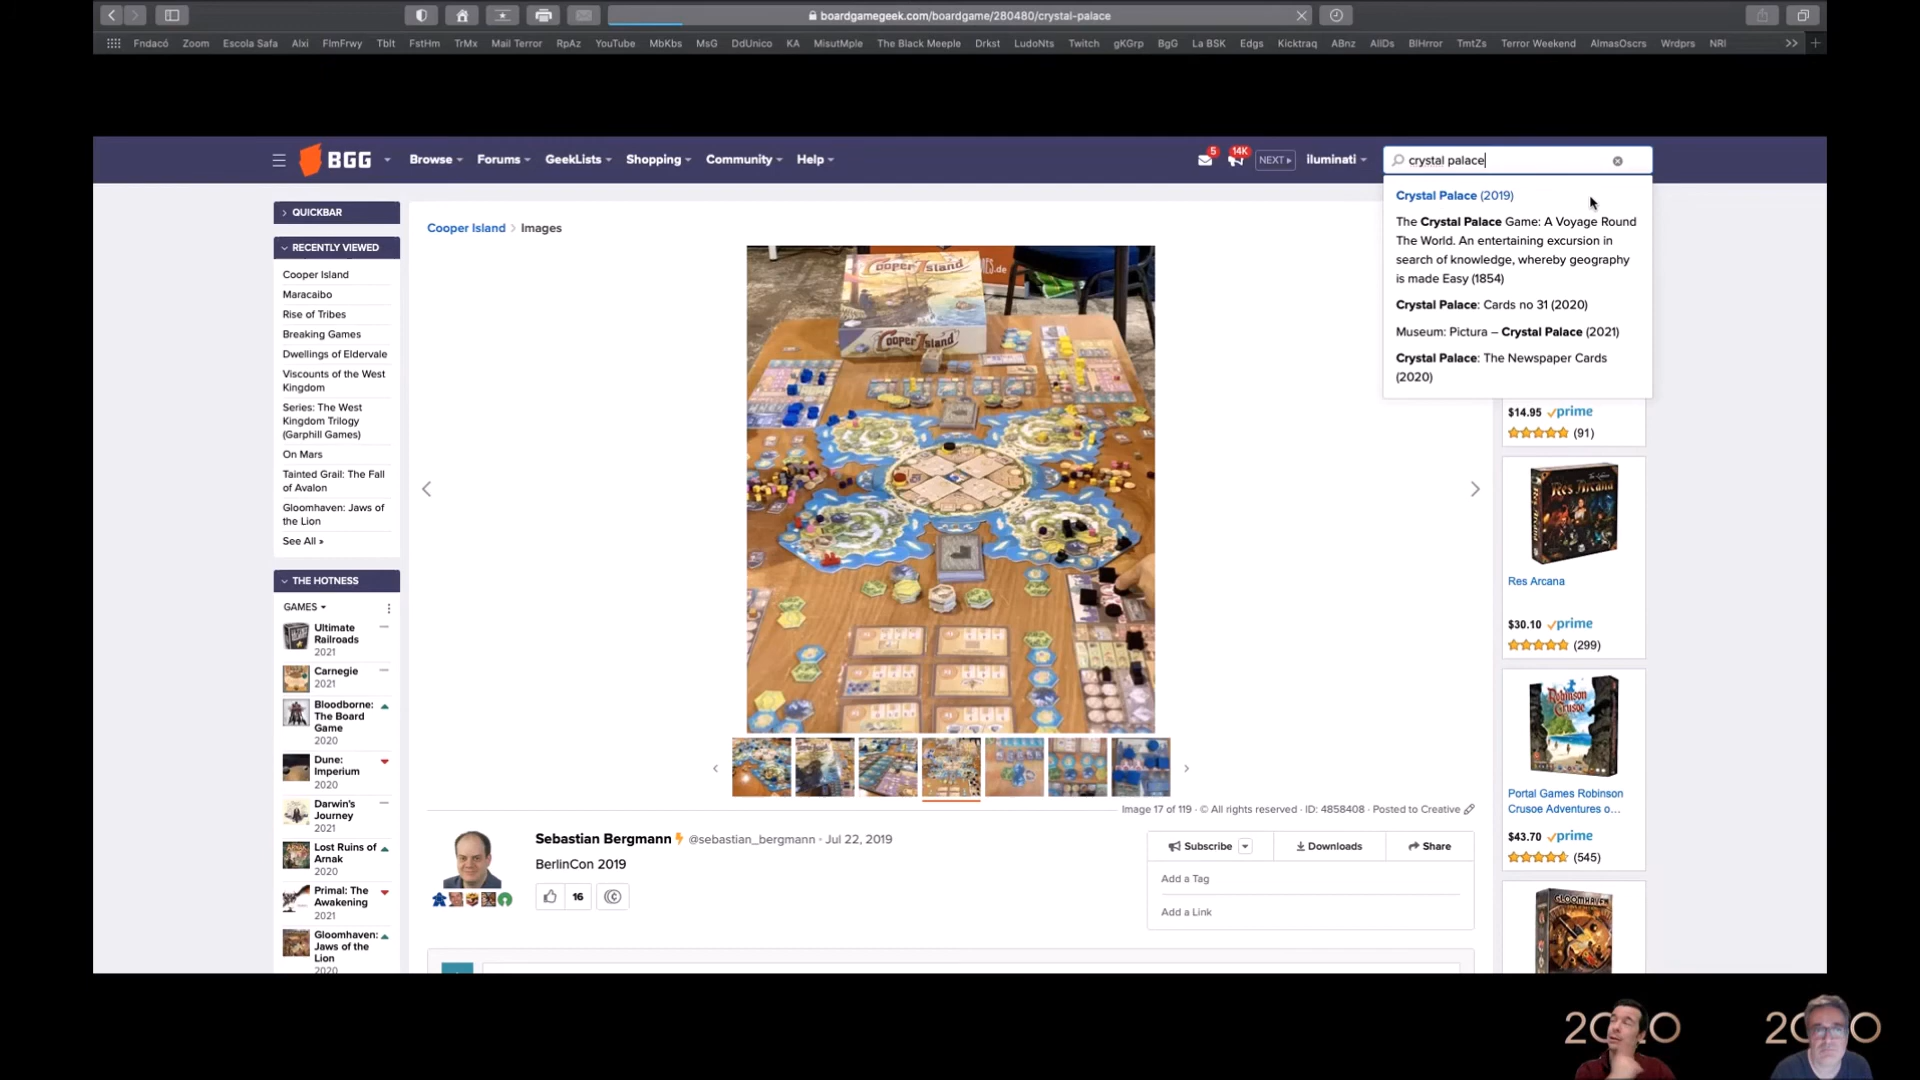 boardgamegeek.com/boardgame/280480/crystal-palace
Fndacó Zoom Escola Safa Alxi FlmFrwy Tblt FstHm TrMx Mail Terror RpAz YouTube MbKbs MsG DdUnico KA MisutMple The Black Meeple Drkst LudoNts Twitch gKGrp BgG La BSK Edgs Kicktraq ABnz AllDs BlHrror TmtZs Terror Weekend AlmasOscrs Wrdprs NRI
BGG Browse Forums GeekLists Shopping Community Help 5 14K NEXT iluminati crystal palace
Crystal Palace (2019)
The Crystal Palace Game: A Voyage Round
The World. An entertaining excursion in
search of knowledge, whereby geography
is made Easy (1854)
Crystal Palace: Cards no 31 (2020)
Museum: Pictura – Crystal Palace (2021)
Crystal Palace: The Newspaper Cards
(2020)
QUICKBAR
RECENTLY VIEWED
Cooper Island
Maracaibo
Rise of Tribes
Breaking Games
Dwellings of Eldervale
Viscounts of the West
Kingdom
Series: The West
Kingdom Trilogy
(Garphill Games)
On Mars
Tainted Grail: The Fall
of Avalon
Gloomhaven: Jaws of
the Lion
See All »
THE HOTNESS
GAMES
Ultimate
Railroads
2021
Carnegie
2021
Bloodborne:
The Board
Game
2020
Dune:
Imperium
2020
Darwin's
Journey
2021
Lost Ruins of
Arnak
2020
Primal: The
Awakening
2021
Gloomhaven:
Jaws of the
Lion
2020
Cooper Island > Images
Cooper Island
Cooper Island
Image 17 of 119 · © All rights reserved · ID: 4858408 · Posted to Creative
Sebastian Bergmann @sebastian_bergmann · Jul 22, 2019
BerlinCon 2019
16
Subscribe Downloads Share
Add a Tag
Add a Link
$14.95 prime
(91)
Res Arcana
Res Arcana
$30.10 prime
(299)
Robinson Crusoe
Portal Games Robinson
Crusoe Adventures o...
$43.70 prime
(545)
GLOOMHAVEN
2020 2020